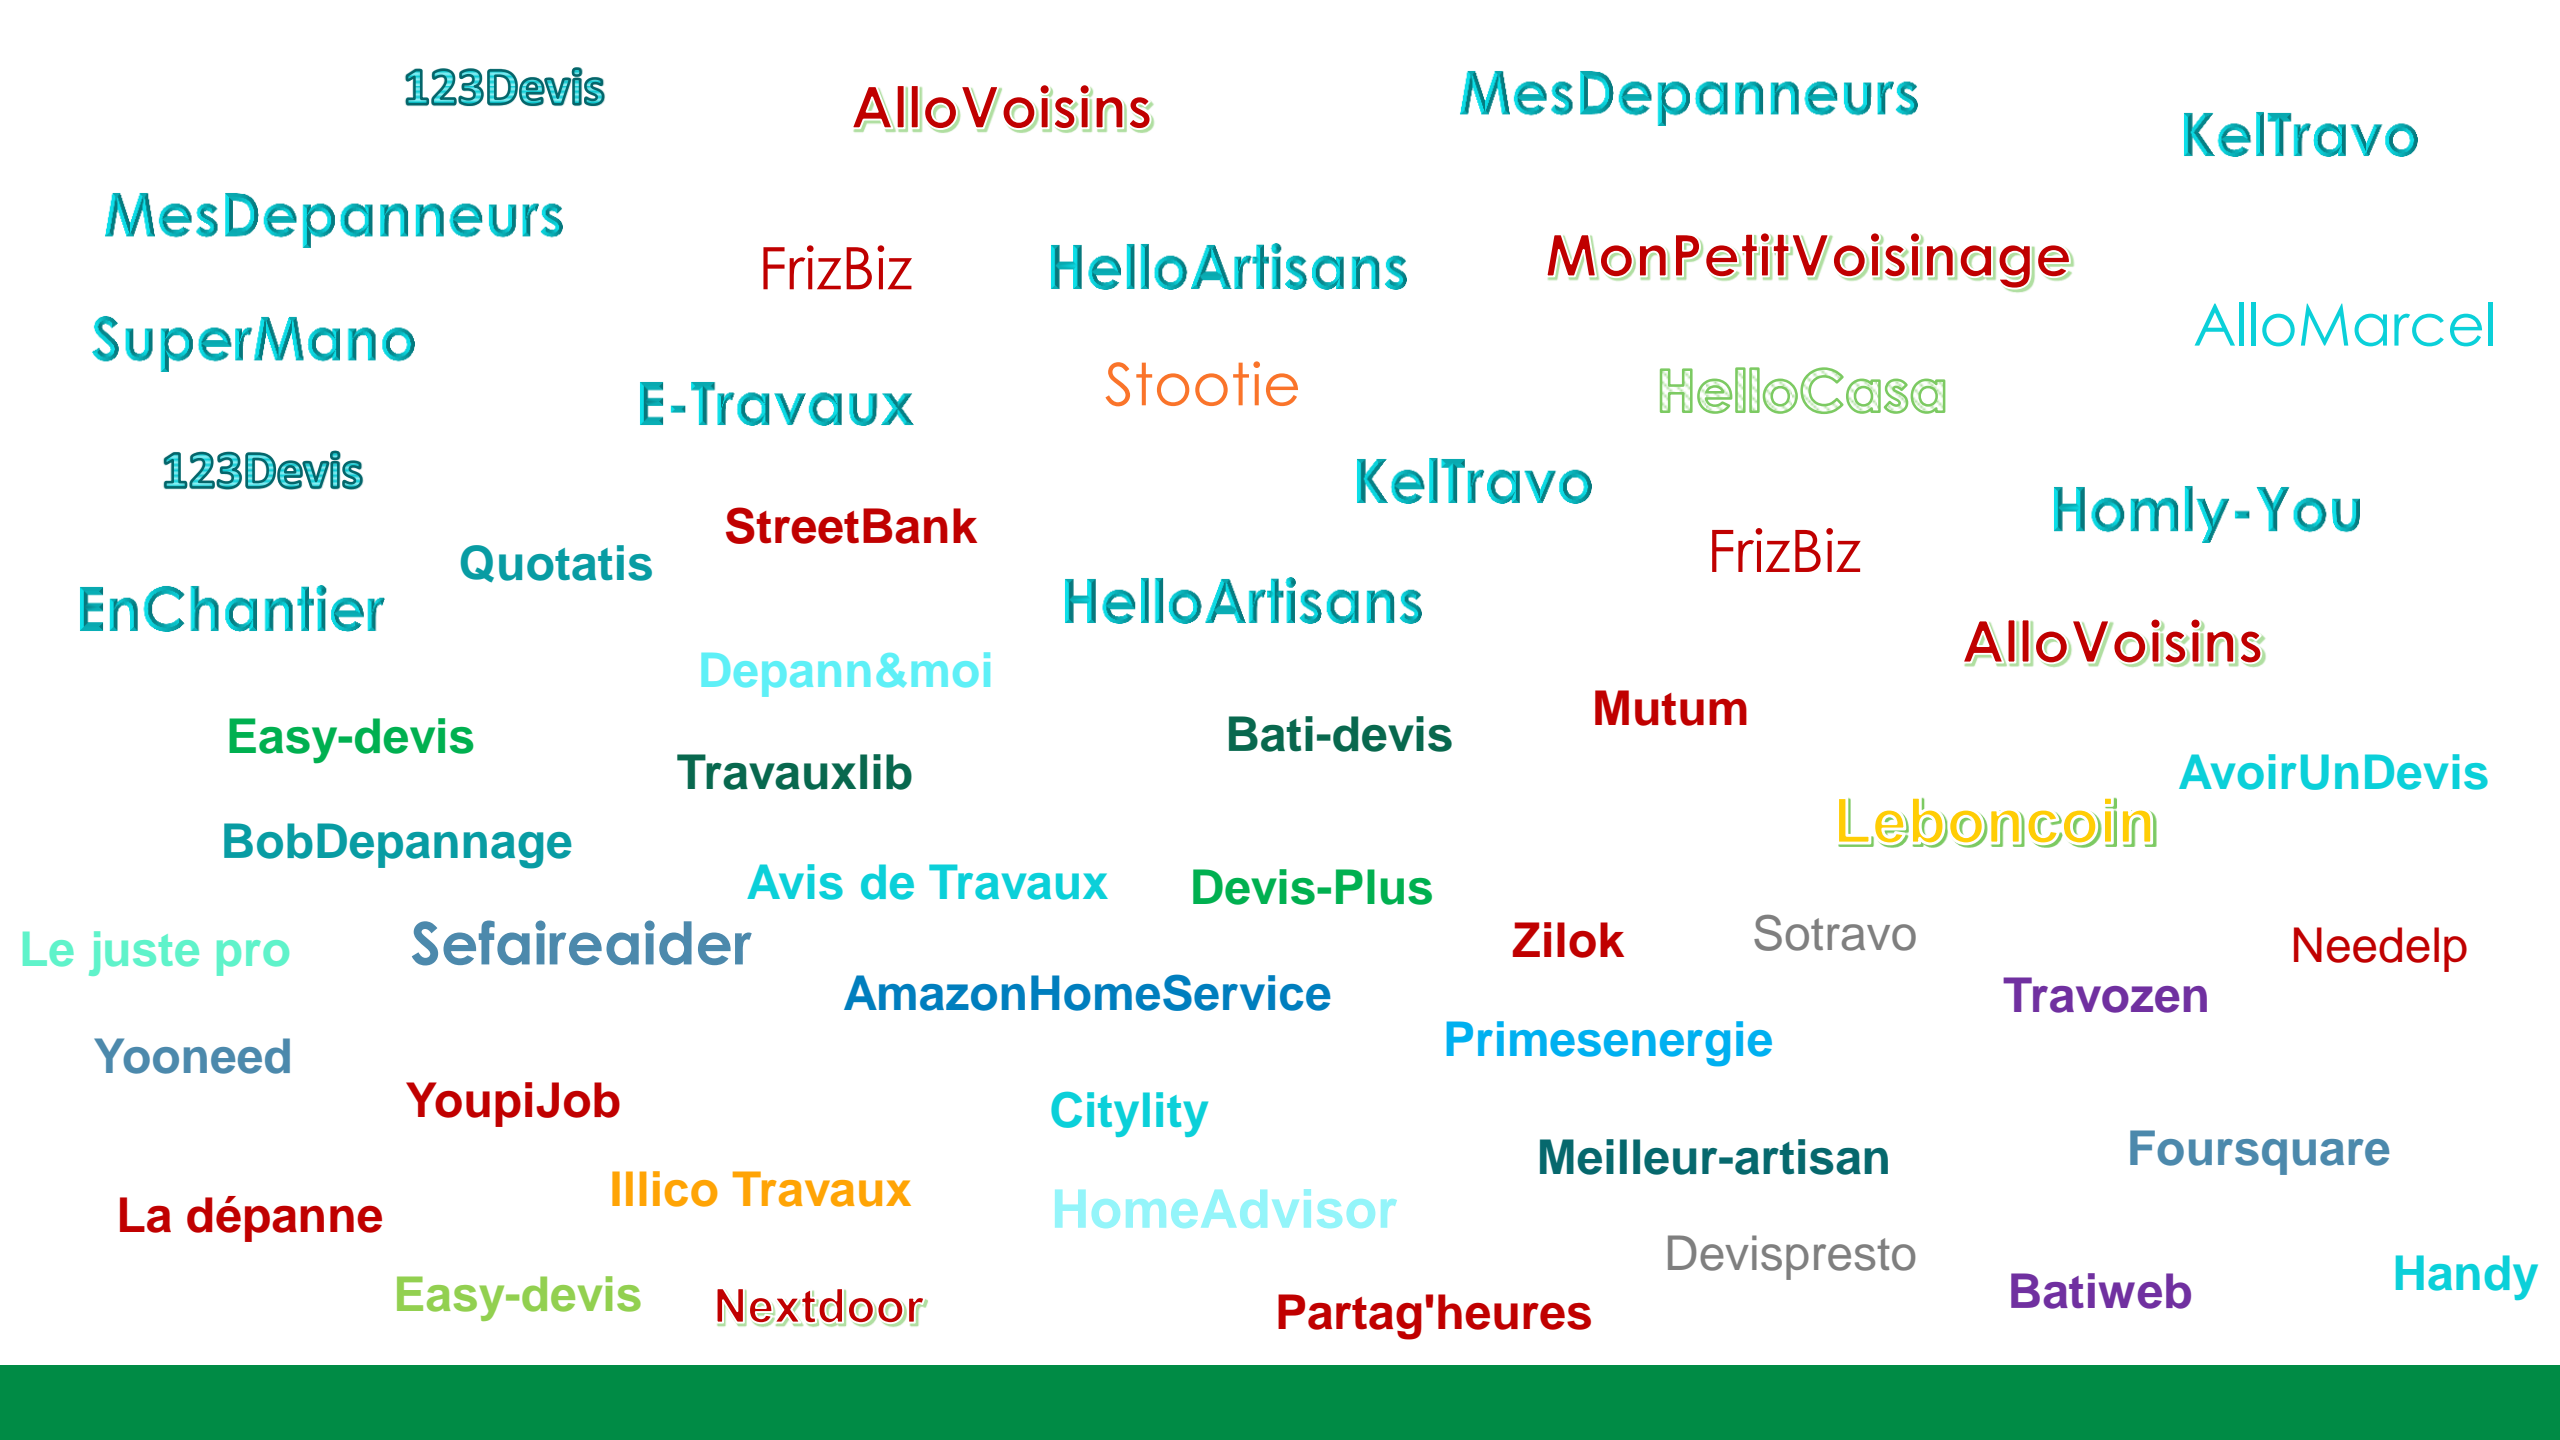 123Devis
AlloVoisins
MesDepanneurs
KelTravo
MesDepanneurs
FrizBiz
HelloArtisans
MonPetitVoisinage
AlloMarcel
SuperMano
E-Travaux
Stootie
HelloCasa
123Devis
KelTravo
Homly-You
StreetBank
Quotatis
FrizBiz
EnChantier
HelloArtisans
AlloVoisins
Depann&moi
Mutum
Easy-devis
Bati-devis
Travauxlib
AvoirUnDevis
Leboncoin
BobDepannage
Avis de Travaux
Devis-Plus
Le juste pro
Sefaireaider
Zilok
Sotravo
Needelp
AmazonHomeService
Travozen
Primesenergie
Yooneed
YoupiJob
Citylity
Meilleur-artisan
Foursquare
Illico Travaux
La dépanne
HomeAdvisor
Devispresto
Handy
Easy-devis
Nextdoor
Partag'heures
Batiweb